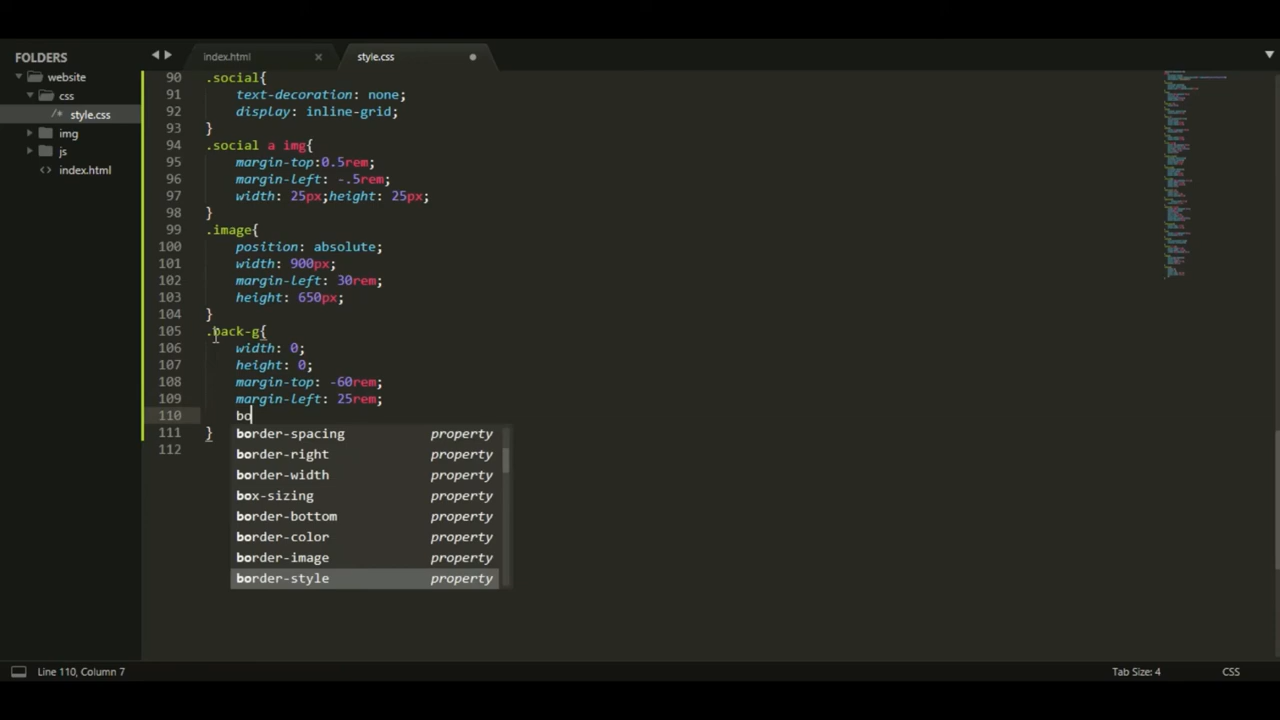 FOLDERS
website
css
/* style.css
img
js
<> index.html
index.html ×
style.css
90 .social{
91 text-decoration: none;
92 display: inline-grid;
93 }
94 .social a img{
95 margin-top:0.5rem;
96 margin-left: -.5rem;
97 width: 25px;height: 25px;
98 }
99 .image{
100 position: absolute;
101 width: 900px;
102 margin-left: 30rem;
103 height: 650px;
104 }
105 .back-g{
106 width: 0;
107 height: 0;
108 margin-top: -60rem;
109 margin-left: 25rem;
110 bo
111 }
112
border-spacing property
border-right property
border-width property
box-sizing property
border-bottom property
border-color property
border-image property
border-style property
Line 110, Column 7
Tab Size: 4
CSS